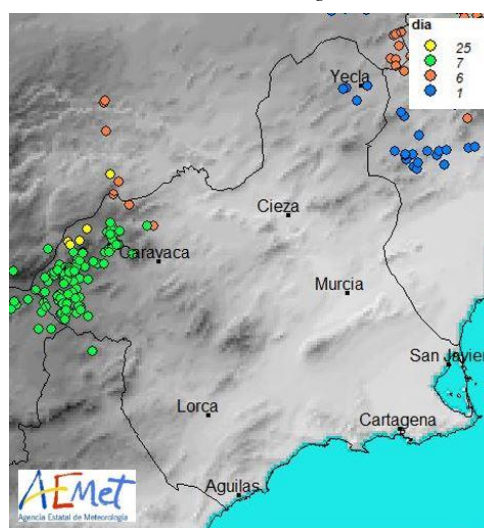 dia
25
7
6
1
Yecla
Cieza
Caravaca
Murcia
San Javier
Lorca
Cartagena
Aguilas
AEMet
Agencia Estatal de Meteorología